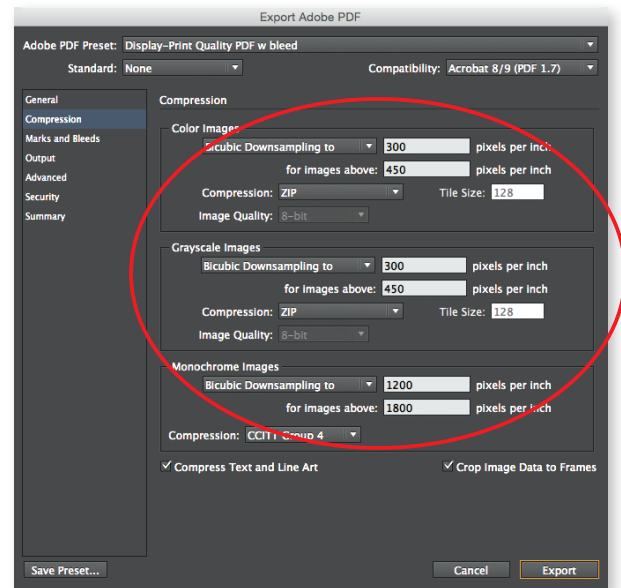 Export Adobe PDF
Adobe PDF Preset: Display-Print Quality PDF w bleed
Standard: None Compatibility: Acrobat 8/9 (PDF 1.7)
General
Compression
Marks and Bleeds
Output
Advanced
Security
Summary
Compression
Color Images
Bicubic Downsampling to 300 pixels per inch
for images above: 450 pixels per inch
Compression: ZIP Tile Size: 128
Image Quality: 8-bit
Grayscale Images
Bicubic Downsampling to 300 pixels per inch
for images above: 450 pixels per inch
Compression: ZIP Tile Size: 128
Image Quality: 8-bit
Monochrome Images
Bicubic Downsampling to 1200 pixels per inch
for images above: 1800 pixels per inch
Compression: CCITT Group 4
Compress Text and Line Art Crop Image Data to Frames
Save Preset... Cancel Export